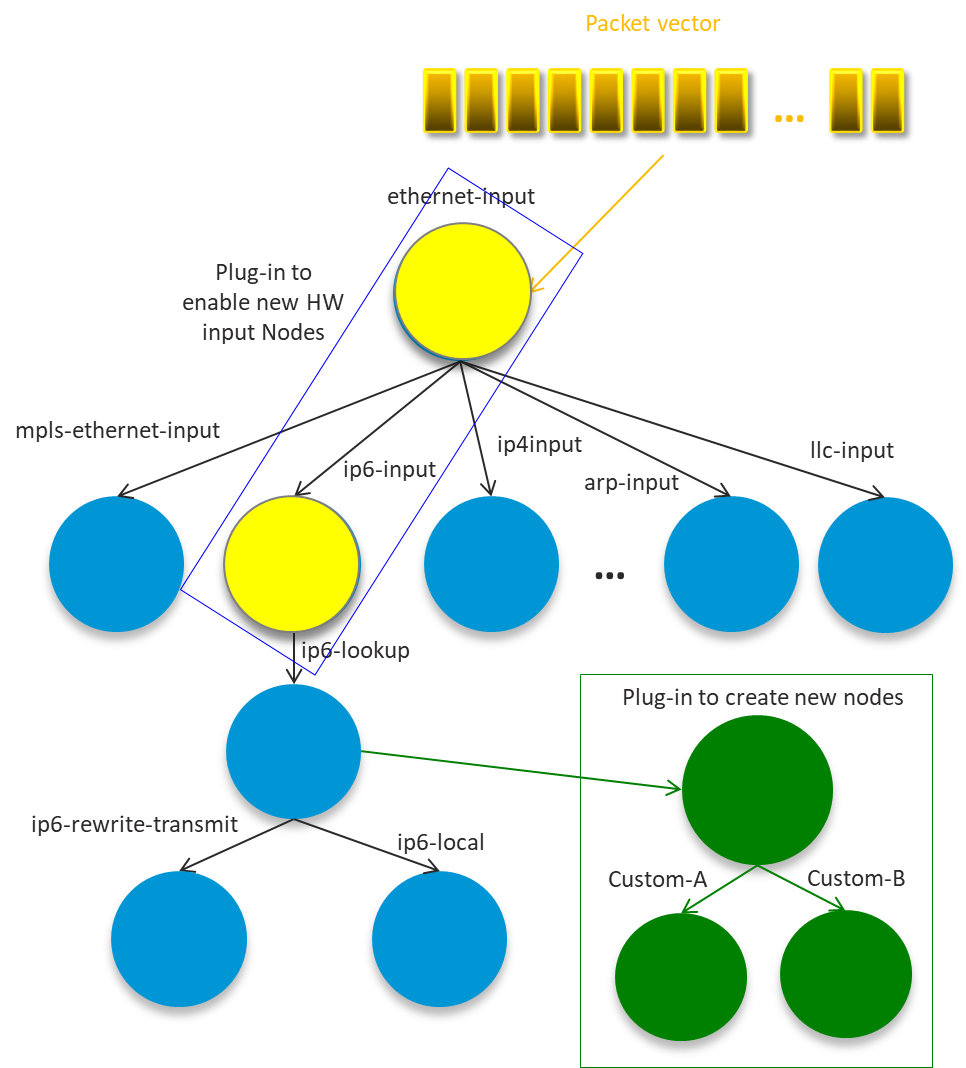 Packet vector
...
ethernet-input
Plug-in to
enable new HW
input Nodes
mpls-ethernet-input
ip6-input
ip4input
arp-input
llc-input
...
ip6-lookup
Plug-in to create new nodes
ip6-rewrite-transmit
ip6-local
Custom-A
Custom-B